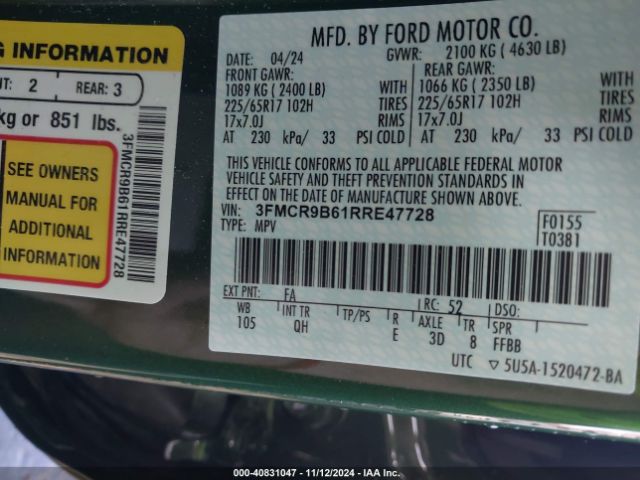 G INFORMATION
NT: 2 REAR: 3
kg or 851 lbs.
SEE OWNERS
MANUAL FOR
ADDITIONAL
INFORMATION
3FMCR9B61RRE47728
MFD. BY FORD MOTOR CO.
DATE: 04/24 GVWR: 2100 KG ( 4630 LB)
FRONT GAWR: REAR GAWR:
1089 KG ( 2400 LB) WITH 1066 KG ( 2350 LB) WITH
225/65R17 102H TIRES 225/65R17 102H TIRES
17x7.0J RIMS 17x7.0J RIMS
AT 230 kPa/ 33 PSI COLD AT 230 kPa/ 33 PSI COLD
THIS VEHICLE CONFORMS TO ALL APPLICABLE FEDERAL MOTOR
VEHICLE SAFETY AND THEFT PREVENTION STANDARDS IN
EFFECT ON THE DATE OF MANUFACTURE SHOWN ABOVE.
VIN: 3FMCR9B61RRE47728
TYPE: MPV
F0155
T0381
EXT PNT: FA RC: 52 DSO:
WB INT TR TP/PS R AXLE TR SPR
105 QH E 3D 8 FFBB
UTC ▽ 5U5A-1520472-BA
000-40831047 - 11/12/2024 - IAA Inc.